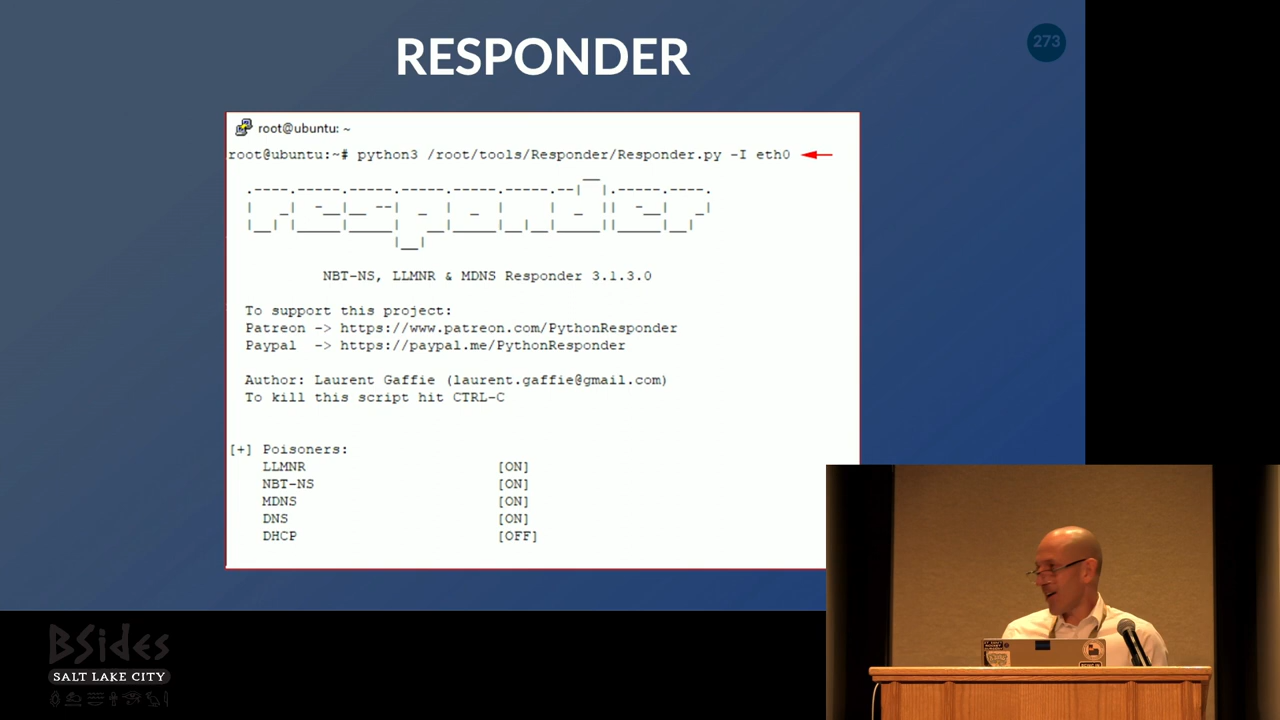 RESPONDER
273
root@ubuntu: ~
root@ubuntu:~# python3 /root/tools/Responder/Responder.py -I eth0
responder
NBT-NS, LLMNR & MDNS Responder 3.1.3.0
To support this project:
Patreon -> https://www.patreon.com/PythonResponder
Paypal -> https://paypal.me/PythonResponder
Author: Laurent Gaffie (laurent.gaffie@gmail.com)
To kill this script hit CTRL-C
[+] Poisoners:
LLMNR [ON]
NBT-NS [ON]
MDNS [ON]
DNS [ON]
DHCP [OFF]
BSides
SALT LAKE CITY